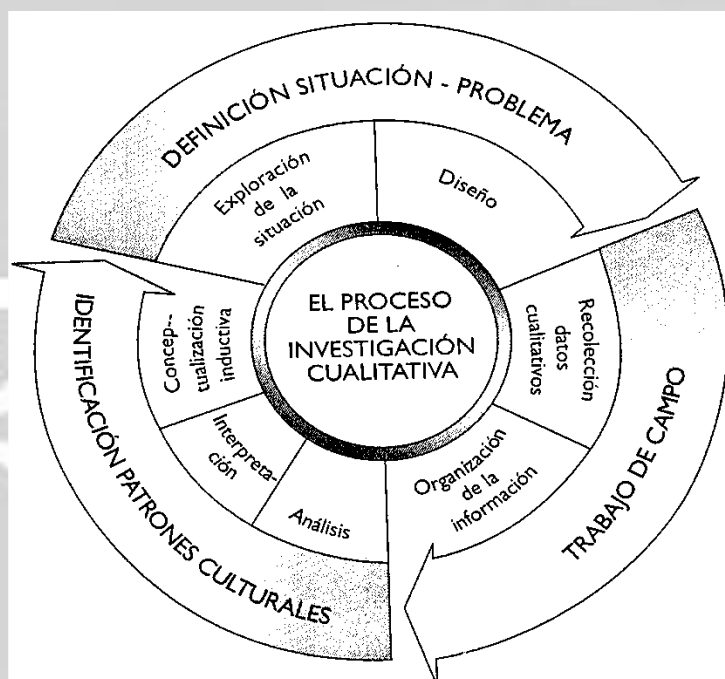 DEFINICIÓN SITUACIÓN - PROBLEMA
Exploración
de la
situación
Diseño
Recolección
datos
cualitativos
Organización
de la
información
TRABAJO DE CAMPO
Análisis
Interpreta-
ción
Concep--
tualización
inductiva
IDENTIFICACIÓN PATRONES CULTURALES
EL PROCESO
DE LA
INVESTIGACIÓN
CUALITATIVA